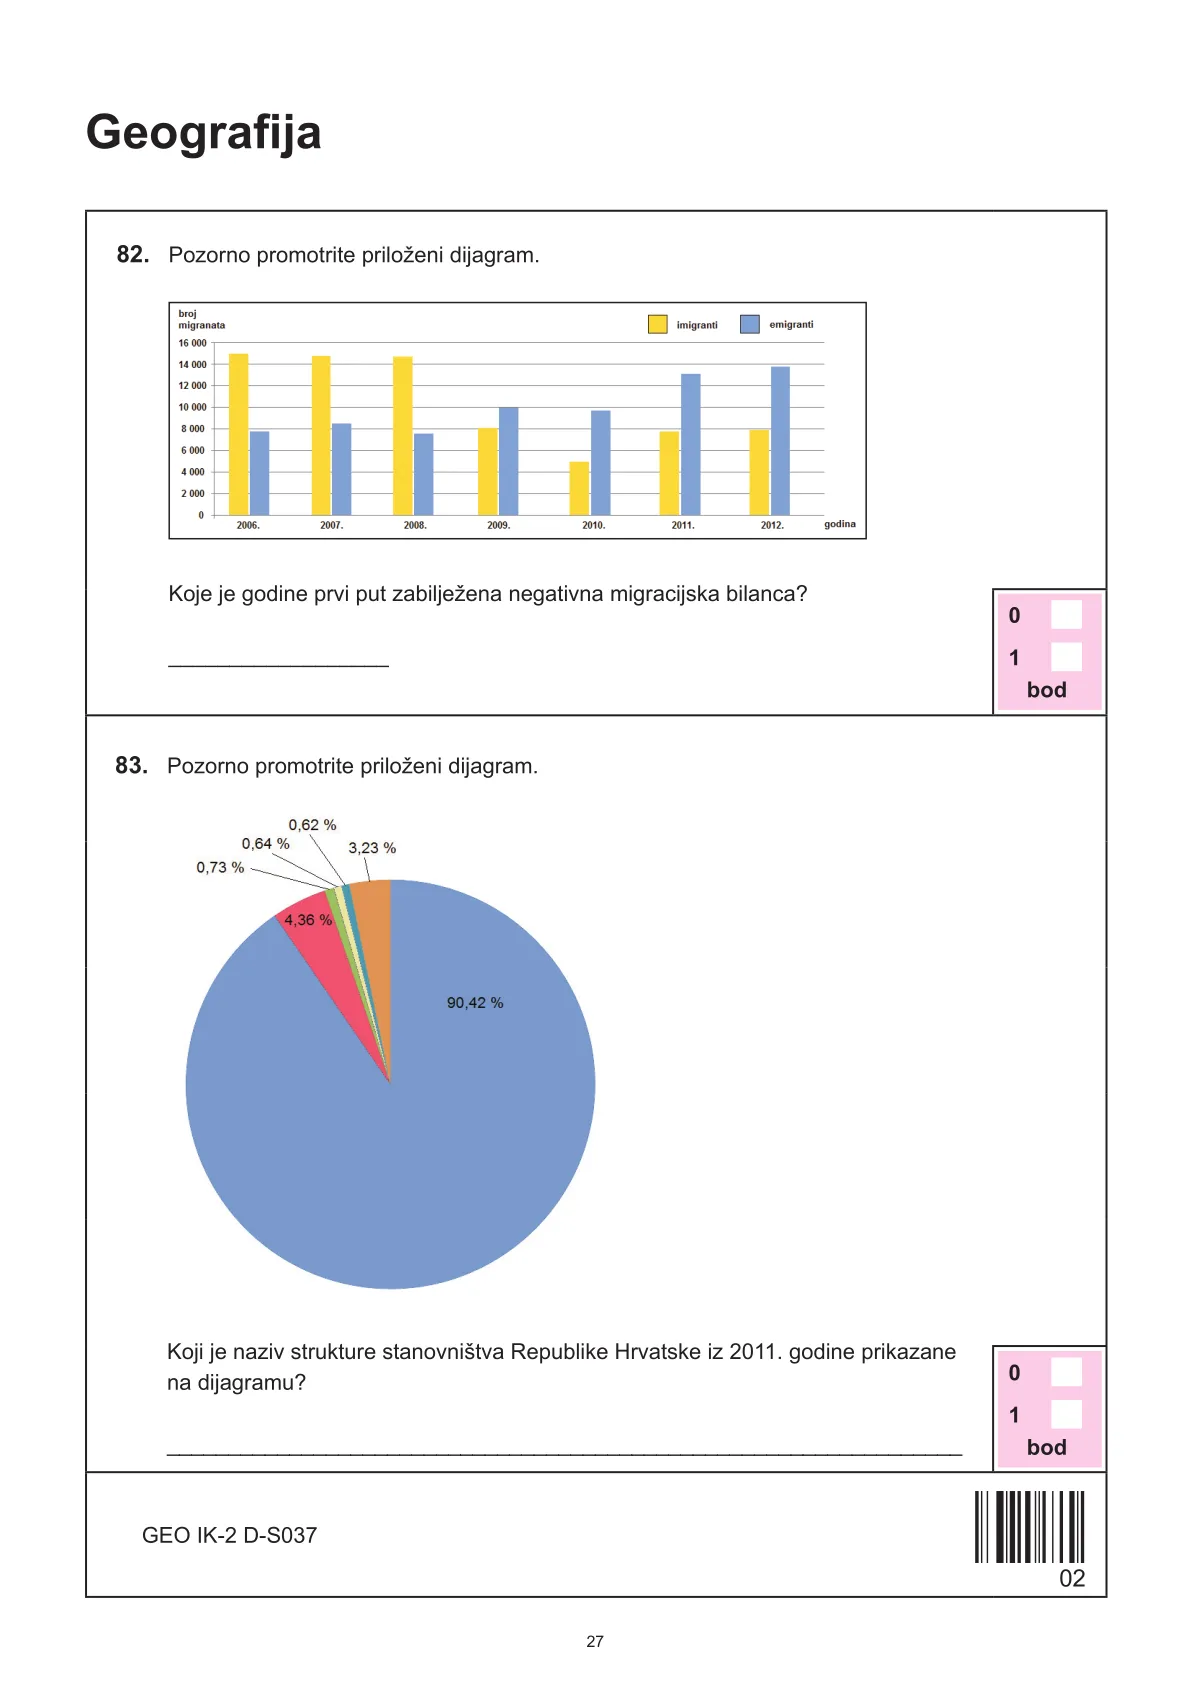 Geografija
82. Pozorno promotrite priloženi dijagram.
broj
migranata
imigranti emigranti
16 000
14 000
12 000
10 000
8 000
6 000
4 000
2 000
0
2006. 2007. 2008. 2009. 2010. 2011. 2012. godina
Koje je godine prvi put zabilježena negativna migracijska bilanca?
0
1
bod
83. Pozorno promotrite priloženi dijagram.
0,62 %
0,64 %
3,23 %
0,73 %
4,36 %
90,42 %
Koji je naziv strukture stanovništva Republike Hrvatske iz 2011. godine prikazane
na dijagramu?
0
1
bod
GEO IK-2 D-S037
02
27